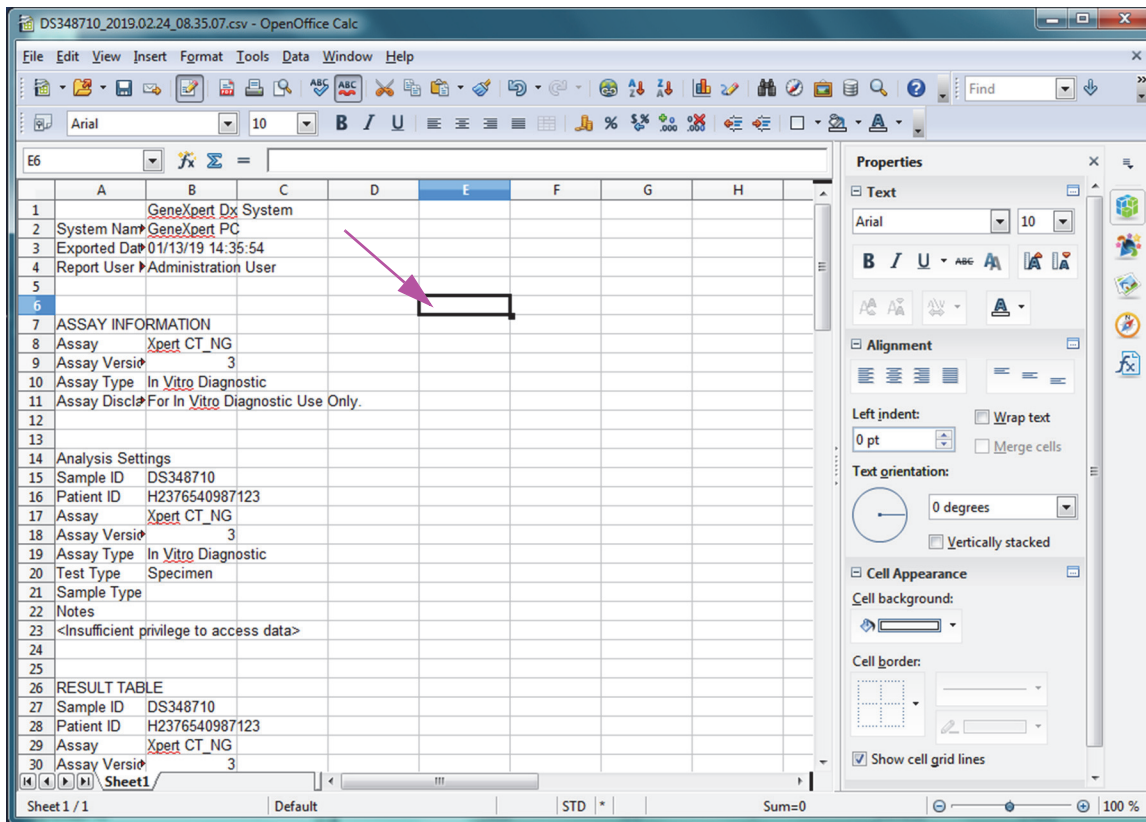 DS348710_2019.02.24_08.35.07.csv - OpenOffice Calc
File Edit View Insert Format Tools Data Window Help
Find
Arial 10
E6
A B C D E F G H
1 GeneXpert Dx System
2 System Nam GeneXpert PC
3 Exported Dat 01/13/19 14:35:54
4 Report User Administration User
5
6
7 ASSAY INFORMATION
8 Assay Xpert CT_NG
9 Assay Versio 3
10 Assay Type In Vitro Diagnostic
11 Assay Discla For In Vitro Diagnostic Use Only.
12
13
14 Analysis Settings
15 Sample ID DS348710
16 Patient ID H2376540987123
17 Assay Xpert CT_NG
18 Assay Versio 3
19 Assay Type In Vitro Diagnostic
20 Test Type Specimen
21 Sample Type
22 Notes
23 <Insufficient privilege to access data>
24
25
26 RESULT TABLE
27 Sample ID DS348710
28 Patient ID H2376540987123
29 Assay Xpert CT_NG
30 Assay Versio 3
Sheet1
Sheet 1 / 1 Default STD * Sum=0 100 %
Properties
Text
Arial 10
Alignment
Left indent:
Wrap text
0 pt
Merge cells
Text orientation:
0 degrees
Vertically stacked
Cell Appearance
Cell background:
Cell border:
Show cell grid lines